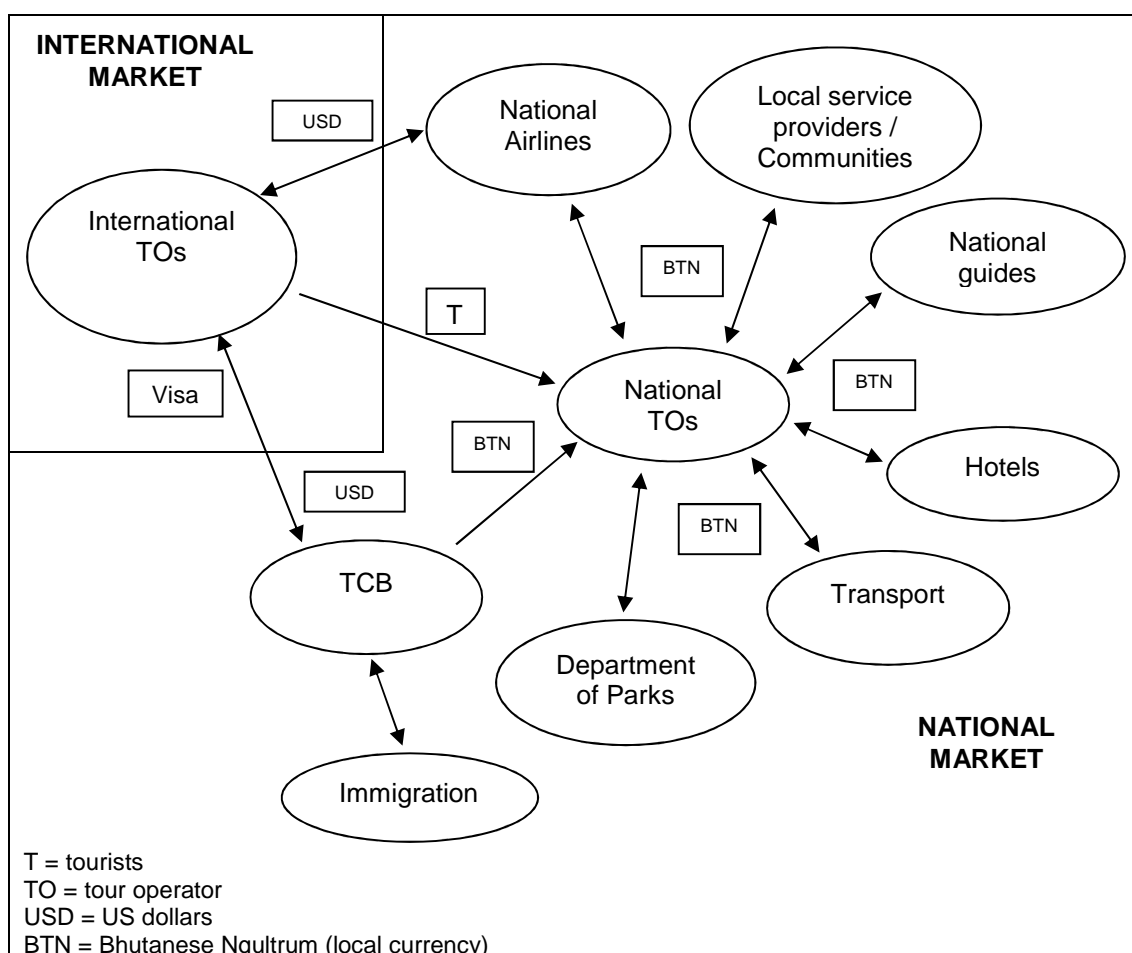 INTERNATIONAL
MARKET
USD
National
Airlines
Local service
providers /
Communities
International
TOs
BTN
National
guides
T
Visa
National
TOs
BTN
BTN
Hotels
USD
BTN
TCB
Transport
Department
of Parks
NATIONAL
MARKET
Immigration
T = tourists
TO = tour operator
USD = US dollars
BTN = Bhutanese Ngultrum (local currency)